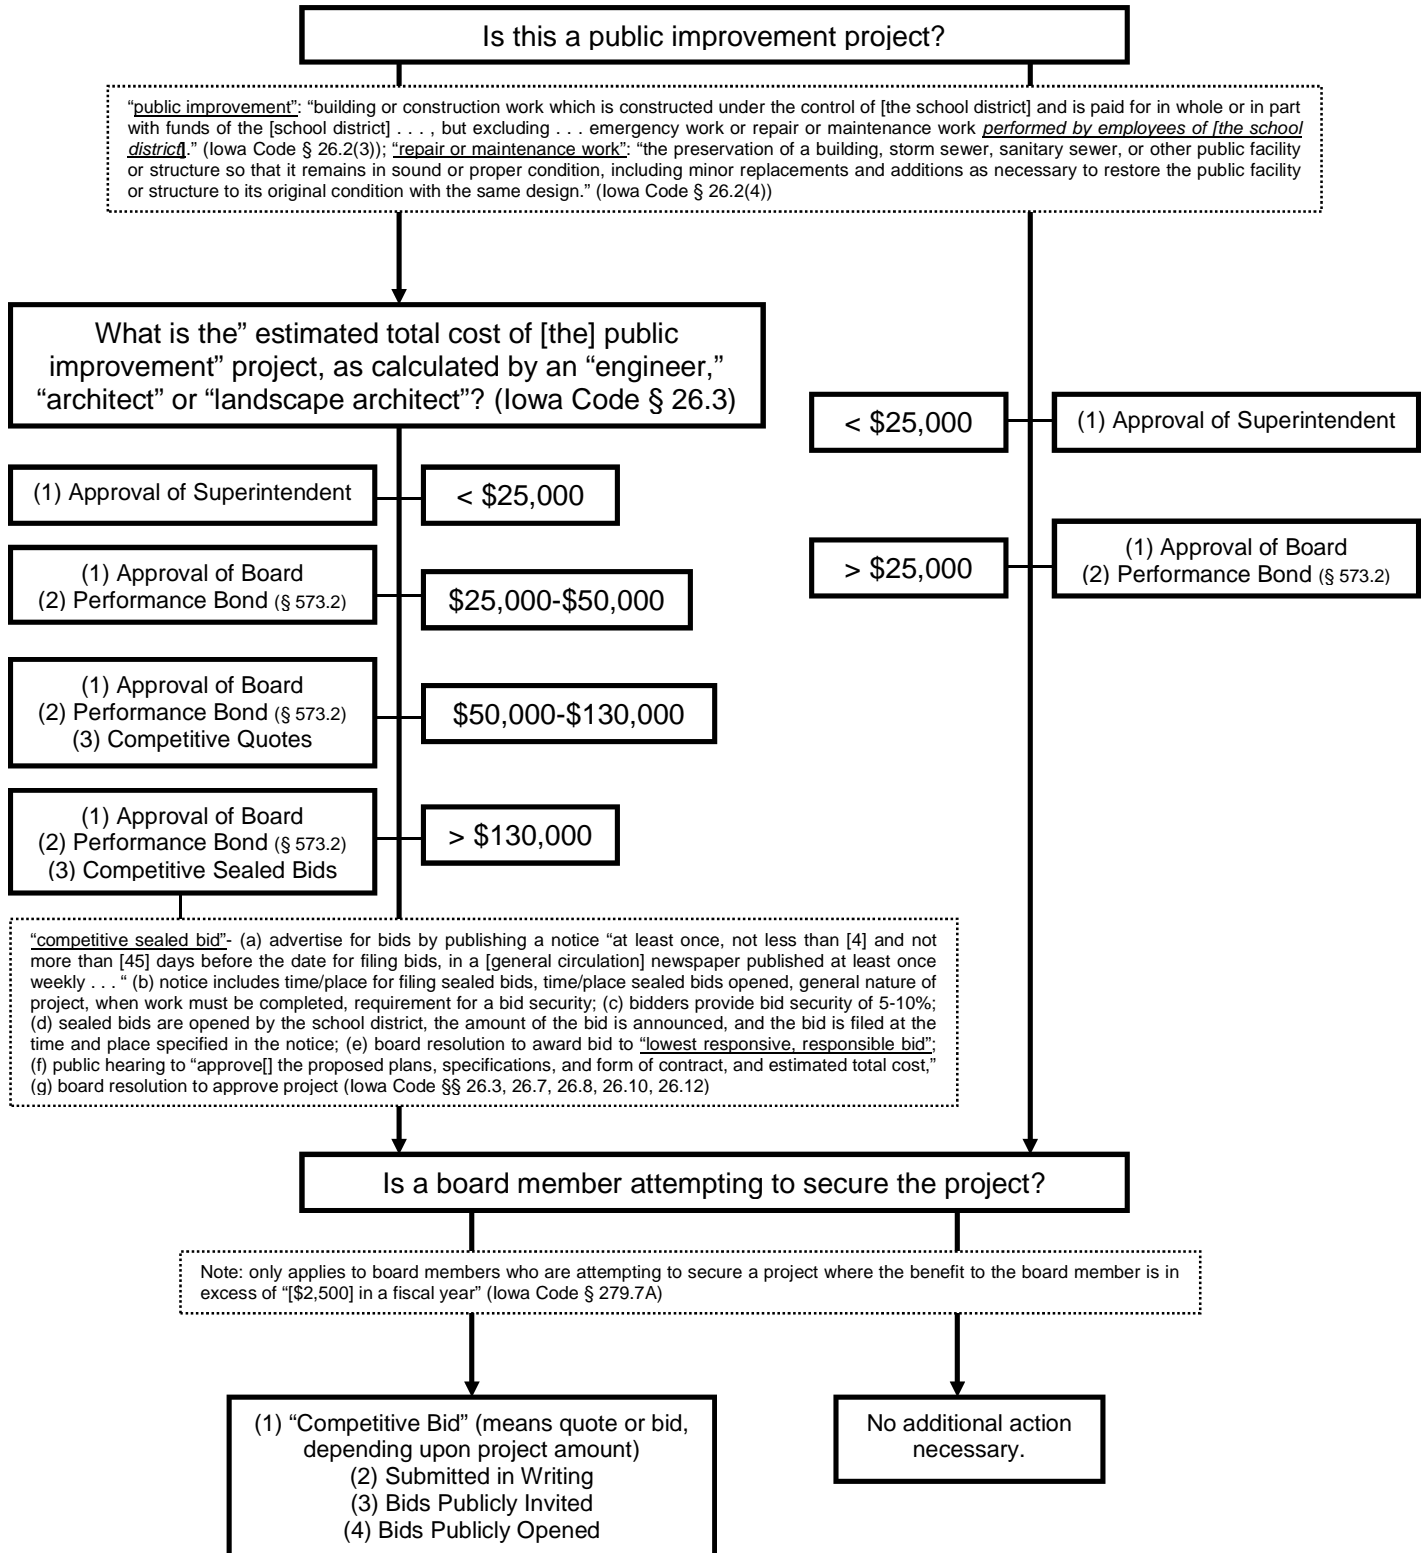 Is this a public improvement project?
“public improvement”: “building or construction work which is constructed under the control of [the school district] and is paid for in whole or in part
with funds of the [school district] . . . , but excluding . . . emergency work or repair or maintenance work performed by employees of [the school
district].” (Iowa Code § 26.2(3)); “repair or maintenance work”: “the preservation of a building, storm sewer, sanitary sewer, or other public facility
or structure so that it remains in sound or proper condition, including minor replacements and additions as necessary to restore the public facility
or structure to its original condition with the same design.” (Iowa Code § 26.2(4))
What is the” estimated total cost of [the] public
improvement” project, as calculated by an “engineer,”
“architect” or “landscape architect”? (Iowa Code § 26.3)
< $25,000
(1) Approval of Superintendent
(1) Approval of Superintendent
< $25,000
> $25,000
(1) Approval of Board
(2) Performance Bond (§ 573.2)
(1) Approval of Board
(2) Performance Bond (§ 573.2)
$25,000-$50,000
(1) Approval of Board
(2) Performance Bond (§ 573.2)
(3) Competitive Quotes
$50,000-$130,000
(1) Approval of Board
(2) Performance Bond (§ 573.2)
(3) Competitive Sealed Bids
> $130,000
“competitive sealed bid”- (a) advertise for bids by publishing a notice “at least once, not less than [4] and not
more than [45] days before the date for filing bids, in a [general circulation] newspaper published at least once
weekly . . . “ (b) notice includes time/place for filing sealed bids, time/place sealed bids opened, general nature of
project, when work must be completed, requirement for a bid security; (c) bidders provide bid security of 5-10%;
(d) sealed bids are opened by the school district, the amount of the bid is announced, and the bid is filed at the
time and place specified in the notice; (e) board resolution to award bid to “lowest responsive, responsible bid”;
(f) public hearing to “approve[] the proposed plans, specifications, and form of contract, and estimated total cost,”
(g) board resolution to approve project (Iowa Code §§ 26.3, 26.7, 26.8, 26.10, 26.12)
Is a board member attempting to secure the project?
Note: only applies to board members who are attempting to secure a project where the benefit to the board member is in
excess of “[$2,500] in a fiscal year” (Iowa Code § 279.7A)
(1) “Competitive Bid” (means quote or bid,
depending upon project amount)
(2) Submitted in Writing
(3) Bids Publicly Invited
(4) Bids Publicly Opened
No additional action
necessary.